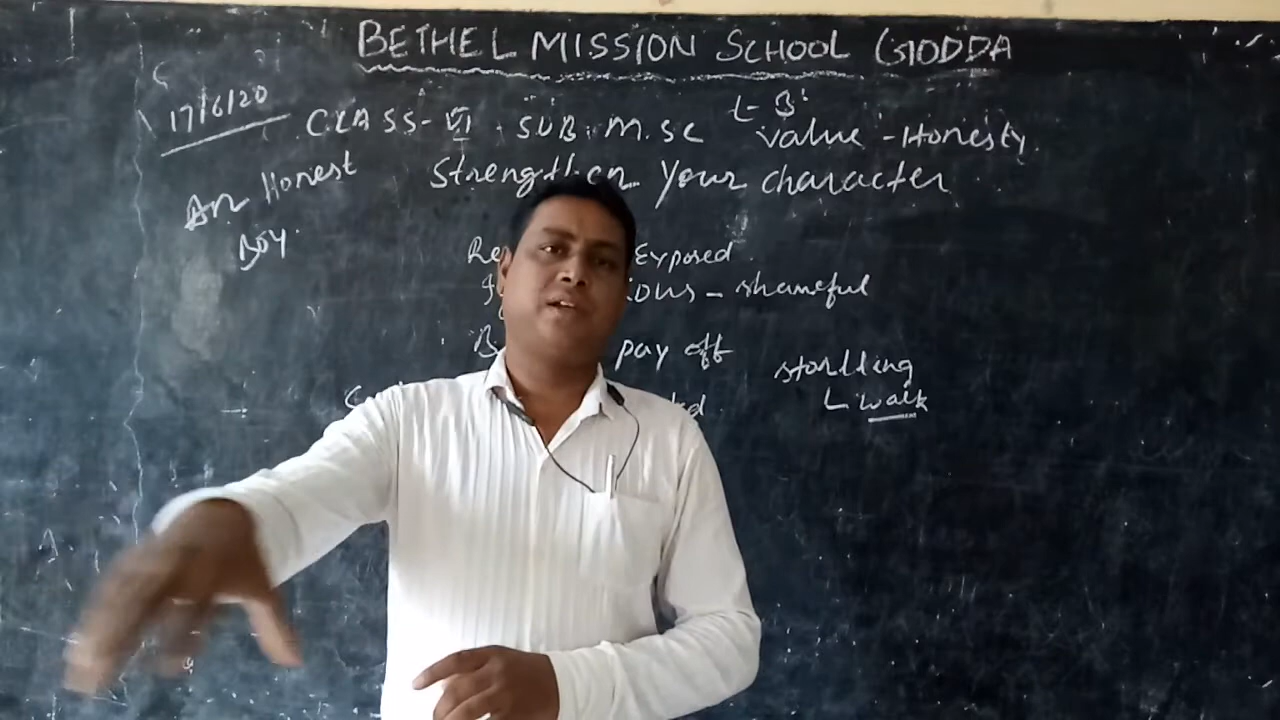 BETHEL MISSION SCHOOL GODDA
17/6/20
CLASS-VI. SUB: M.SC L-3
Value - Honesty.
An Honest
Boy.
Strengthen your character
Exposed.
- shameful
pay off
startling
walk